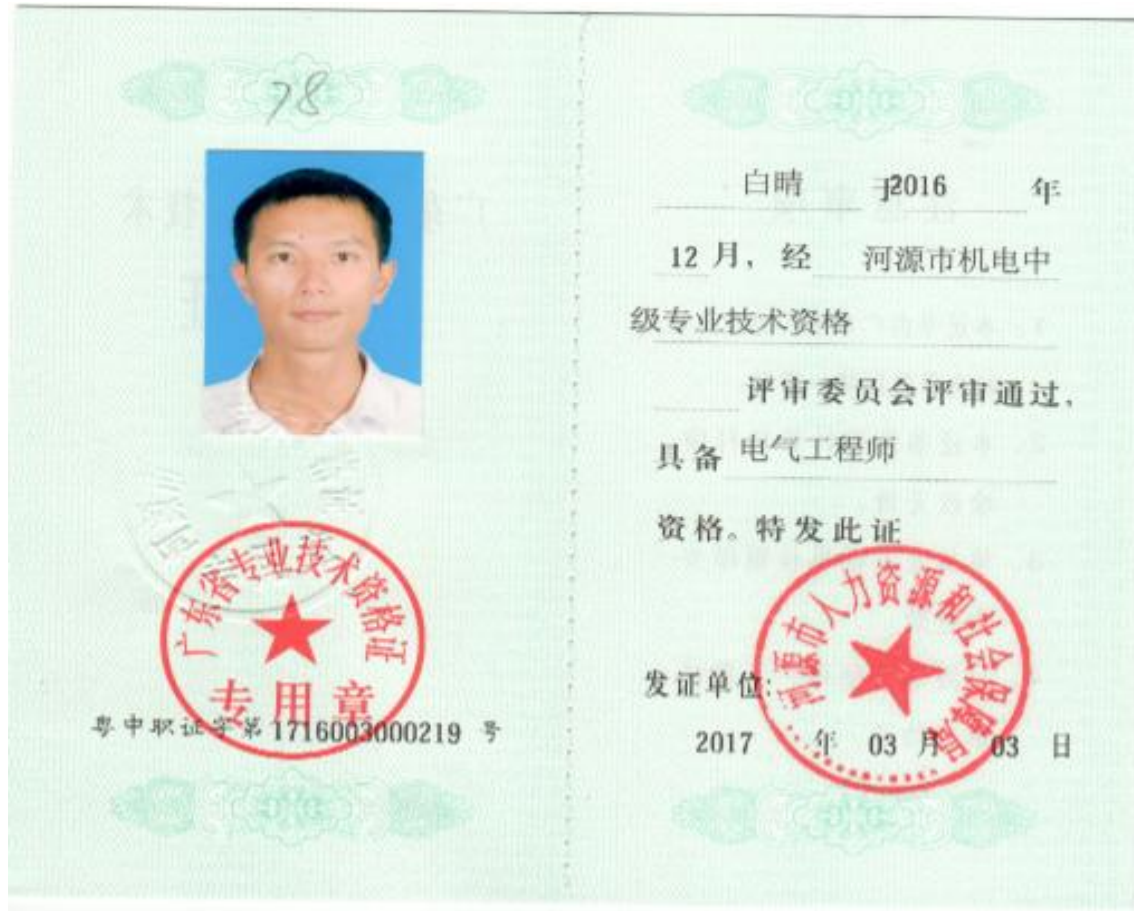 78
广东省专业技术资格证
专用章
粤中职证字第1716003000219 号
白晴 于2016 年
12 月，经 河源市机电中
级专业技术资格
评审委员会评审通过，
具备 电气工程师
资格。特发此证
河源市人力资源和社会保障局
发证单位：
2017 年 03 月 03 日